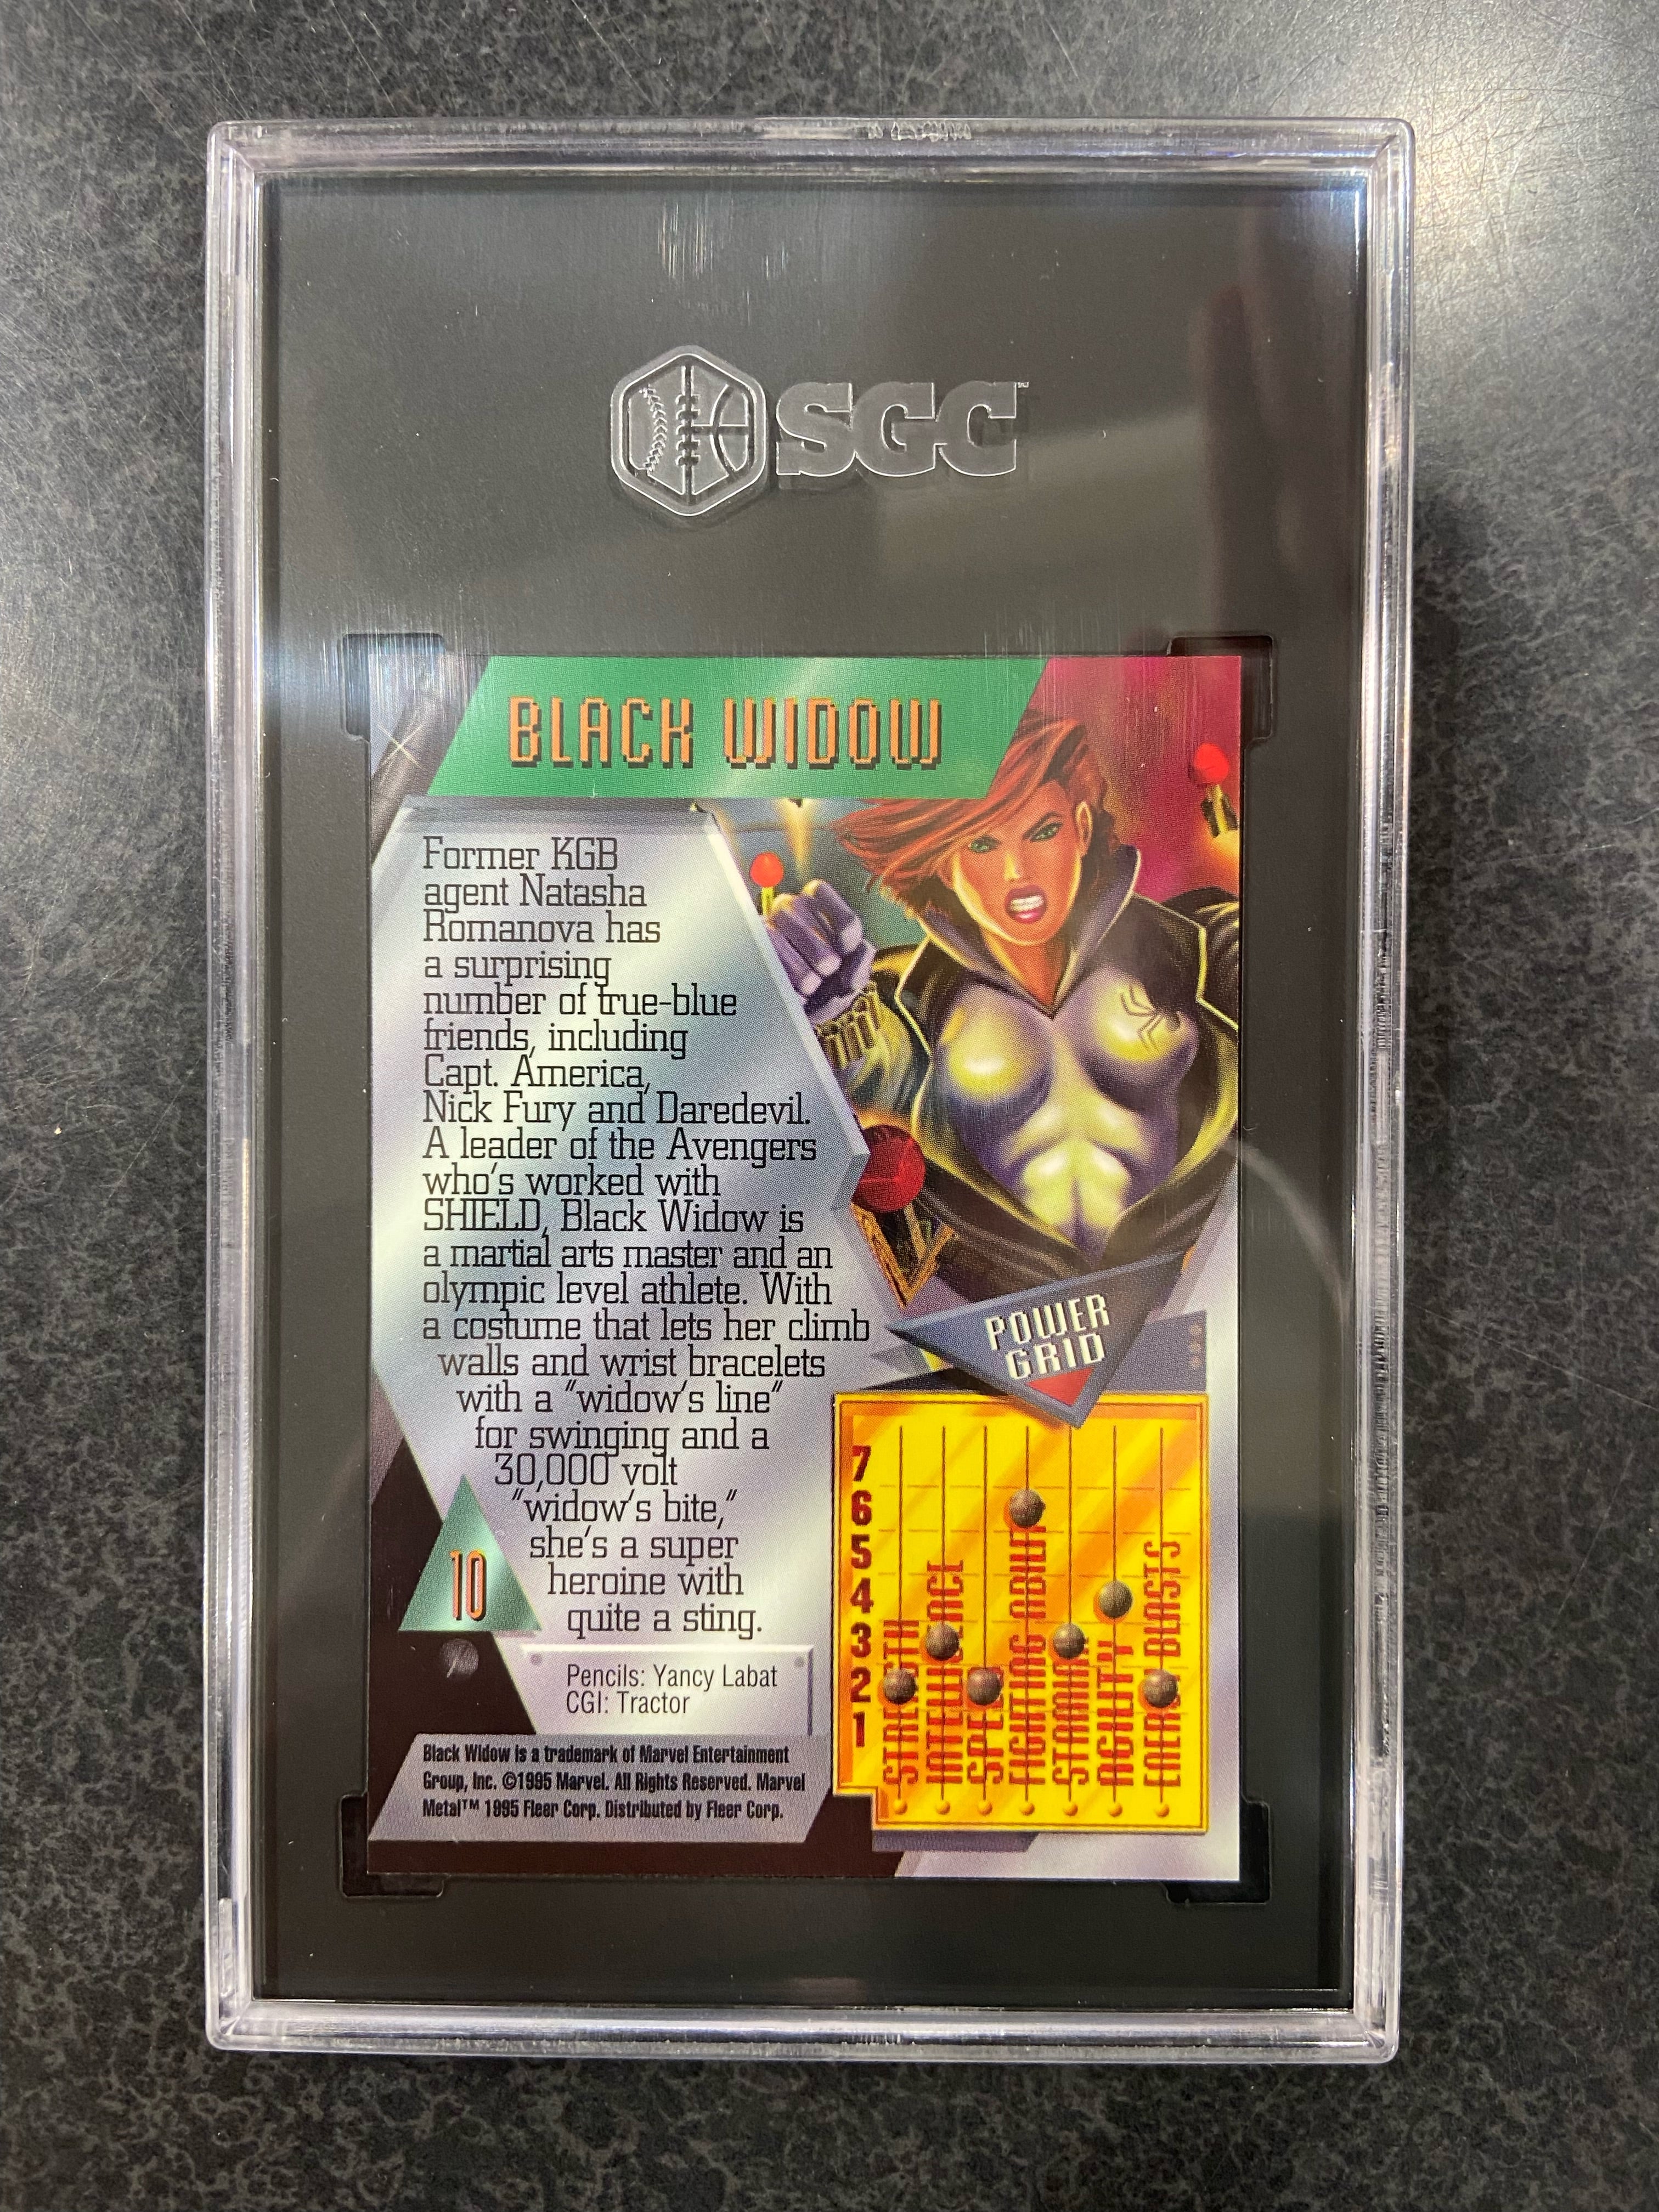 SGC
BLACK WIDOW
Former KGB
agent Natasha
Romanova has
a surprising
number of true-blue
friends, including
Capt. America,
Nick Fury and Daredevil.
A leader of the Avengers
who's worked with
SHIELD, Black Widow is
a martial arts master and an
olympic level athlete. With
a costume that lets her climb
walls and wrist bracelets
with a "widow's line"
for swinging and a
30,000 volt
"widow's bite,"
she's a super
heroine with
quite a sting.
10
Pencils: Yancy Labat
CGI: Tractor
Black Widow is a trademark of Marvel Entertainment
Group, Inc. ©1995 Marvel. All Rights Reserved. Marvel
Metal™ 1995 Fleer Corp. Distributed by Fleer Corp.
POWER
GRID
7
6
5
4
3
2
1
STRENGTH
INTELLIGENCE
SPEED
FIGHTING ABILITY
STAMINA
AGILITY
ENERGY BLASTS